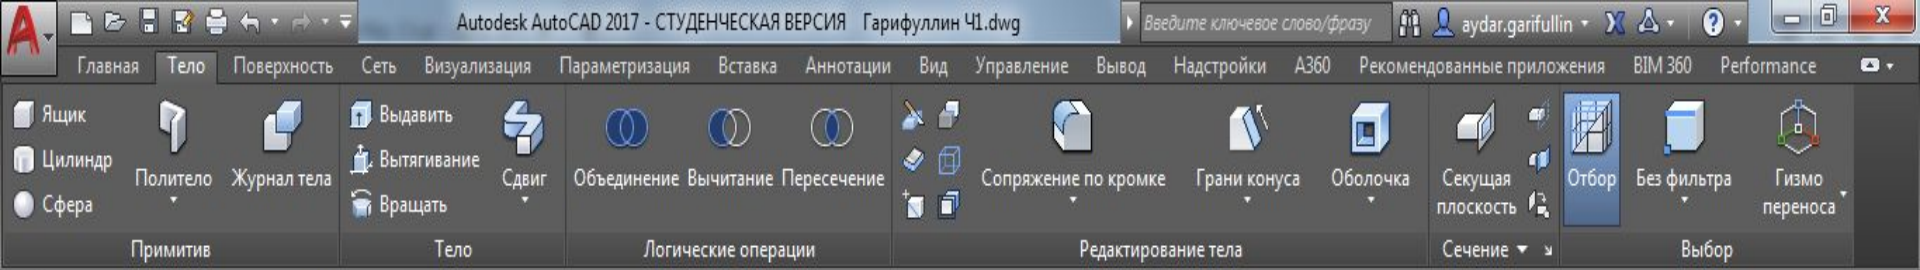 Autodesk AutoCAD 2017 - СТУДЕНЧЕСКАЯ ВЕРСИЯ Гарифуллин Ч1.dwg Введите ключевое слово/фразу aydar.garifullin
Главная Тело Поверхность Сеть Визуализация Параметризация Вставка Аннотации Вид Управление Вывод Надстройки A360 Рекомендованные приложения BIM 360 Performance
Ящик
Цилиндр
Сфера
Политело
Журнал тела
Примитив
Выдавить
Вытягивание
Вращать
Сдвиг
Тело
Объединение Вычитание Пересечение
Логические операции
Сопряжение по кромке
Грани конуса
Оболочка
Редактирование тела
Секущая
плоскость
Сечение
Отбор
Без фильтра
Гизмо
переноса
Выбор